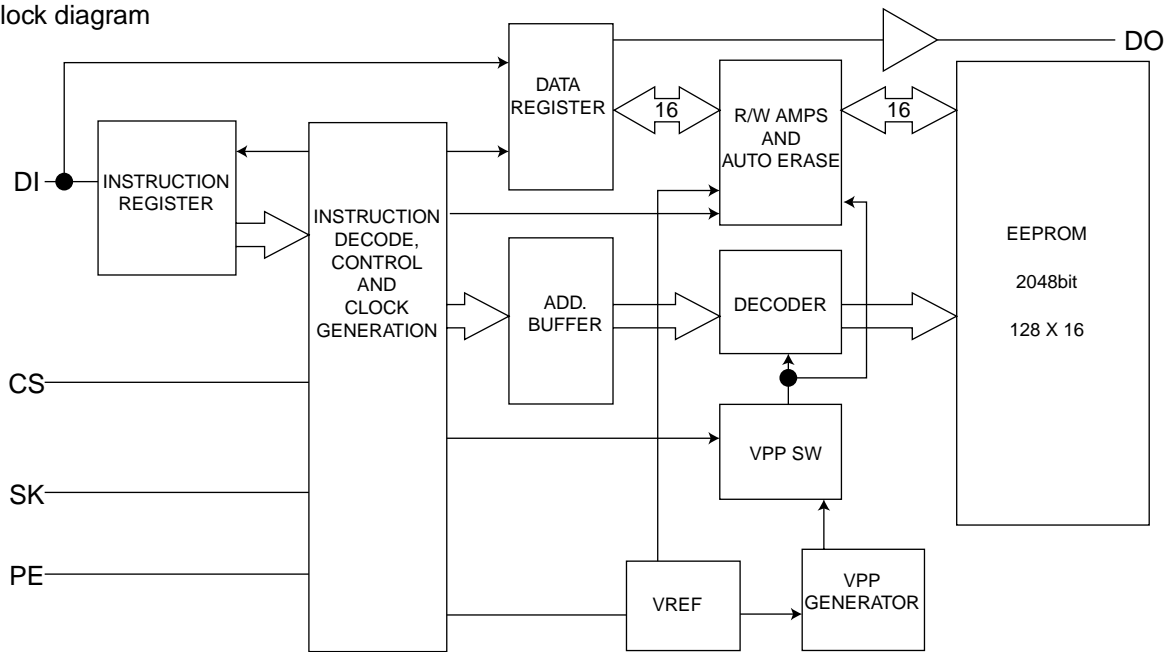 lock diagram
DO
DATA
REGISTER
16
R/W AMPS
AND
AUTO ERASE
16
DI
INSTRUCTION
REGISTER
INSTRUCTION
DECODE,
CONTROL
AND
CLOCK
GENERATION
EEPROM
2048bit
128 X 16
ADD.
BUFFER
DECODER
CS
VPP SW
SK
PE
VREF
VPP
GENERATOR